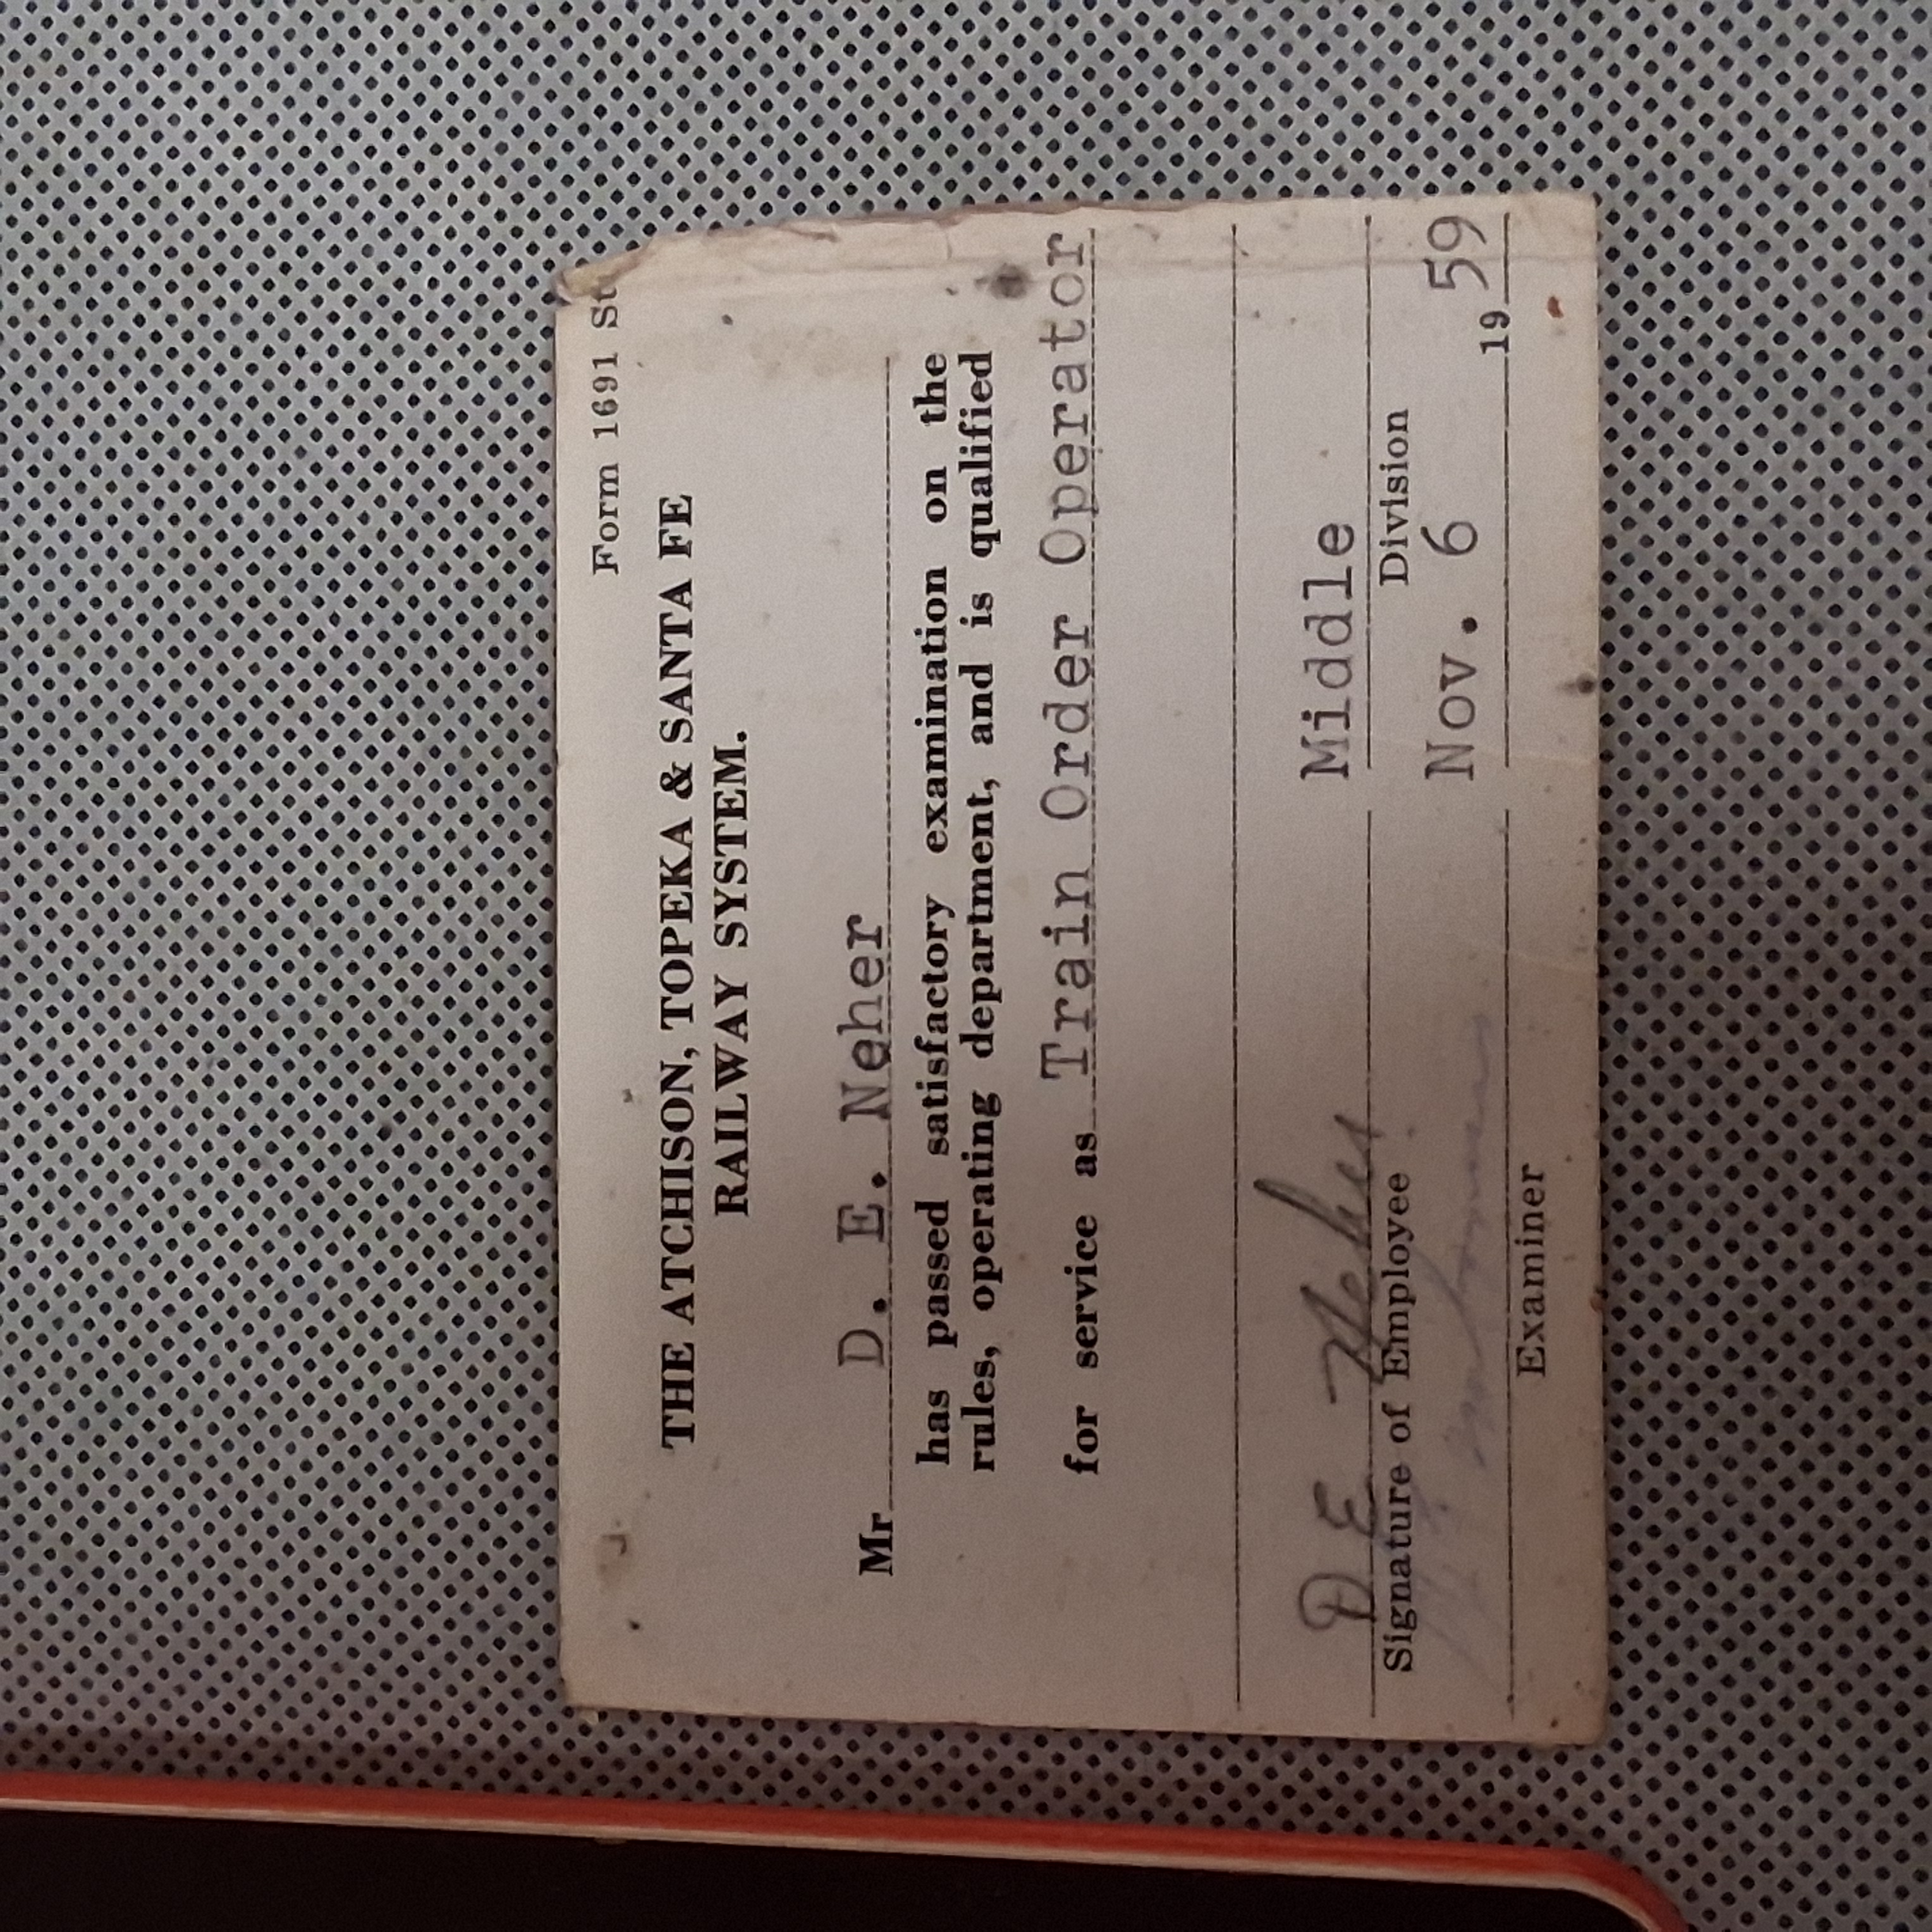 Form 1691 St
THE ATCHISON, TOPEKA & SANTA FE
RAILWAY SYSTEM.
Mr. D. E. Neher
has passed satisfactory examination on the
rules, operating department, and is qualified
for service as Train Order Operator
D E Neher Middle
Signature of Employee Division
Nov. 6 1959
Examiner